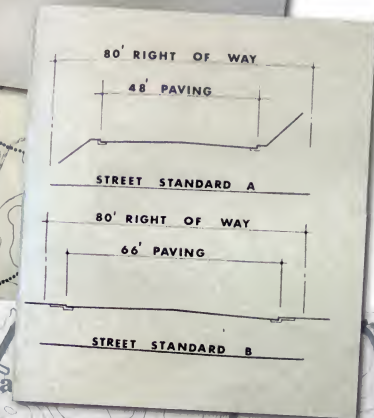 80' RIGHT OF WAY
48' PAVING
STREET STANDARD A
80' RIGHT OF WAY
66' PAVING
STREET STANDARD B
a